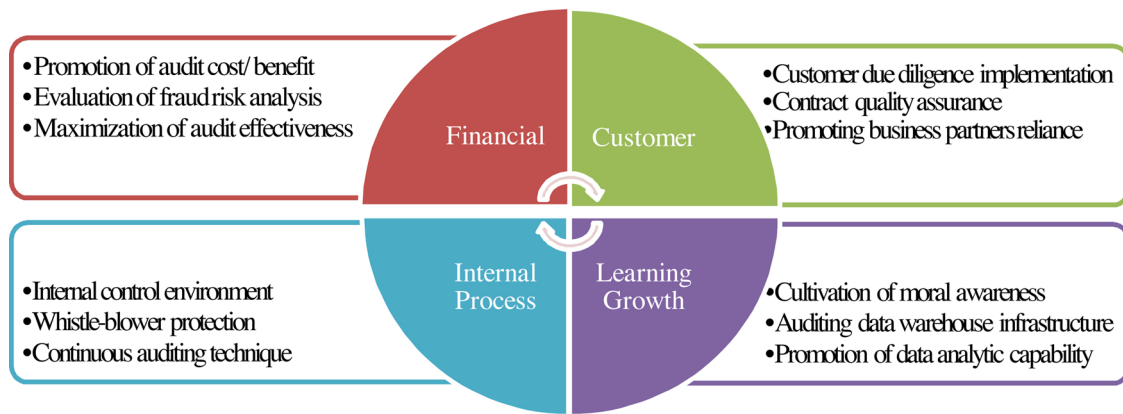 •Promotion of audit cost/ benefit
•Evaluation of fraud risk analysis
•Maximization of audit effectiveness
Financial
Customer
•Customer due diligence implementation
•Contract quality assurance
•Promoting business partners reliance
•Internal control environment
•Whistle-blower protection
•Continuous auditing technique
Internal
Process
Learning
Growth
•Cultivation of moral awareness
•Auditing data warehouse infrastructure
•Promotion of data analytic capability